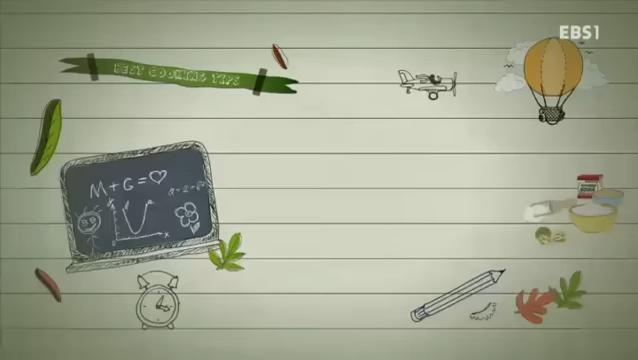 EBS1
BEST COOKING TIPS
M+G=♡
y
x